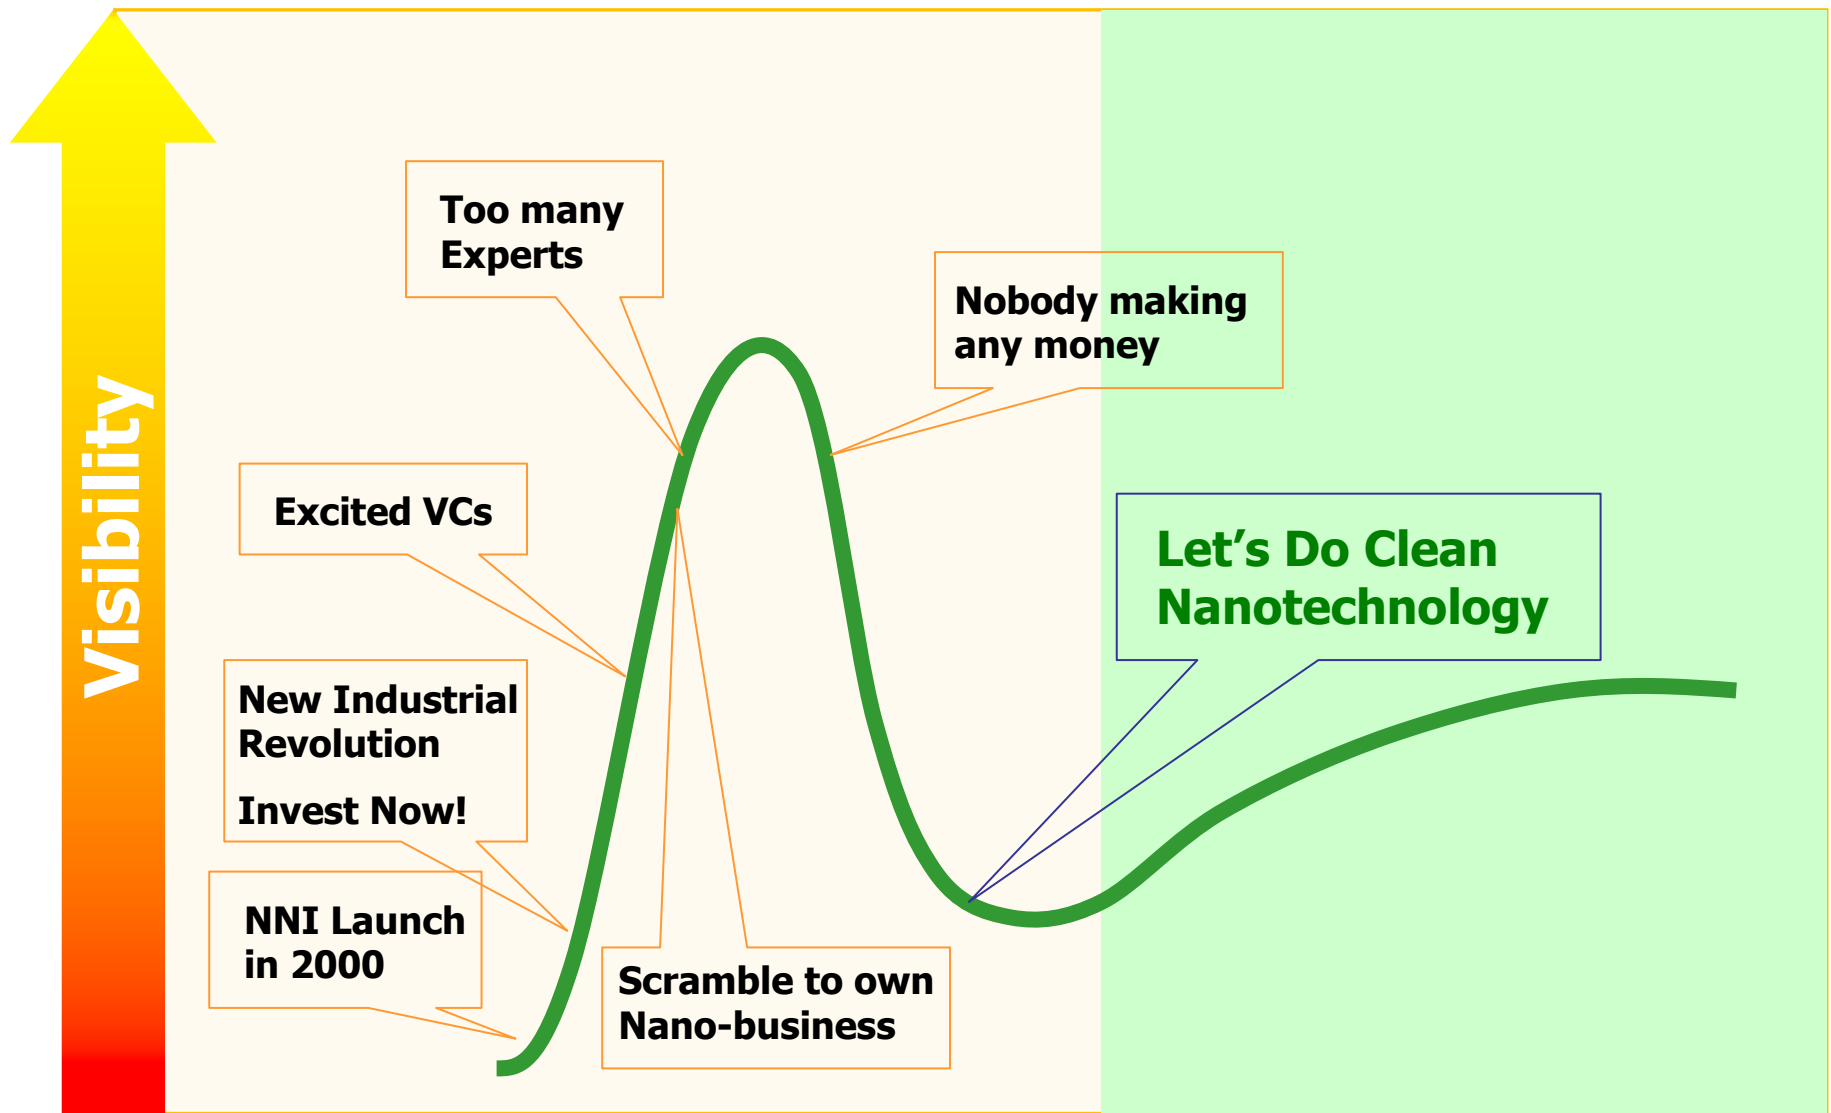 Visibility
Too many
Experts
Nobody making
any money
Excited VCs
Let’s Do Clean
Nanotechnology
New Industrial
Revolution
Invest Now!
NNI Launch
in 2000
Scramble to own
Nano-business